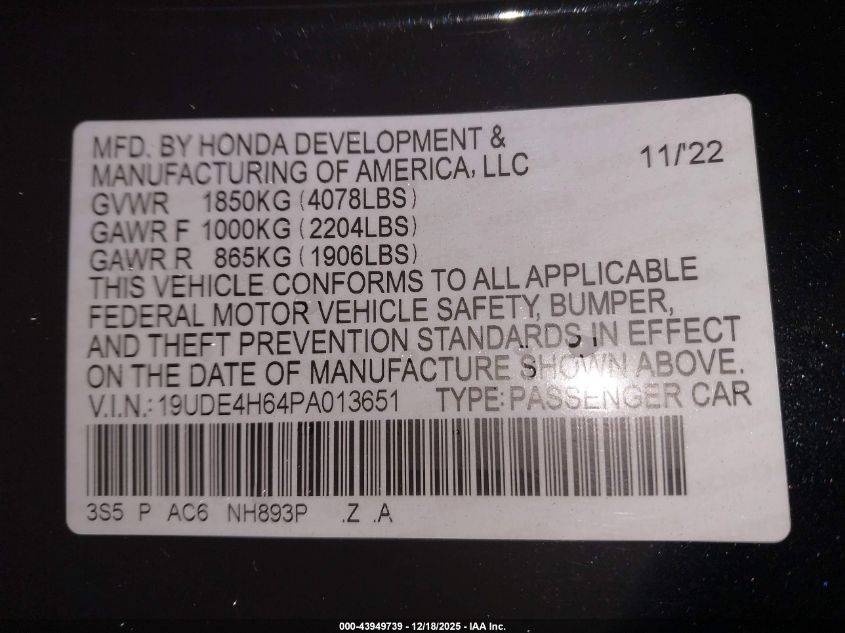 MFD. BY HONDA DEVELOPMENT &
MANUFACTURING OF AMERICA, LLC 11/'22
GVWR 1850KG (4078LBS)
GAWR F 1000KG (2204LBS)
GAWR R 865KG (1906LBS)
THIS VEHICLE CONFORMS TO ALL APPLICABLE
FEDERAL MOTOR VEHICLE SAFETY, BUMPER,
AND THEFT PREVENTION STANDARDS IN EFFECT
ON THE DATE OF MANUFACTURE SHOWN ABOVE.
V.I.N.: 19UDE4H64PA013651 TYPE: PASSENGER CAR
3S5 P AC6 NH893P .Z .A
000-43949739 - 12/18/2025 - IAA Inc.